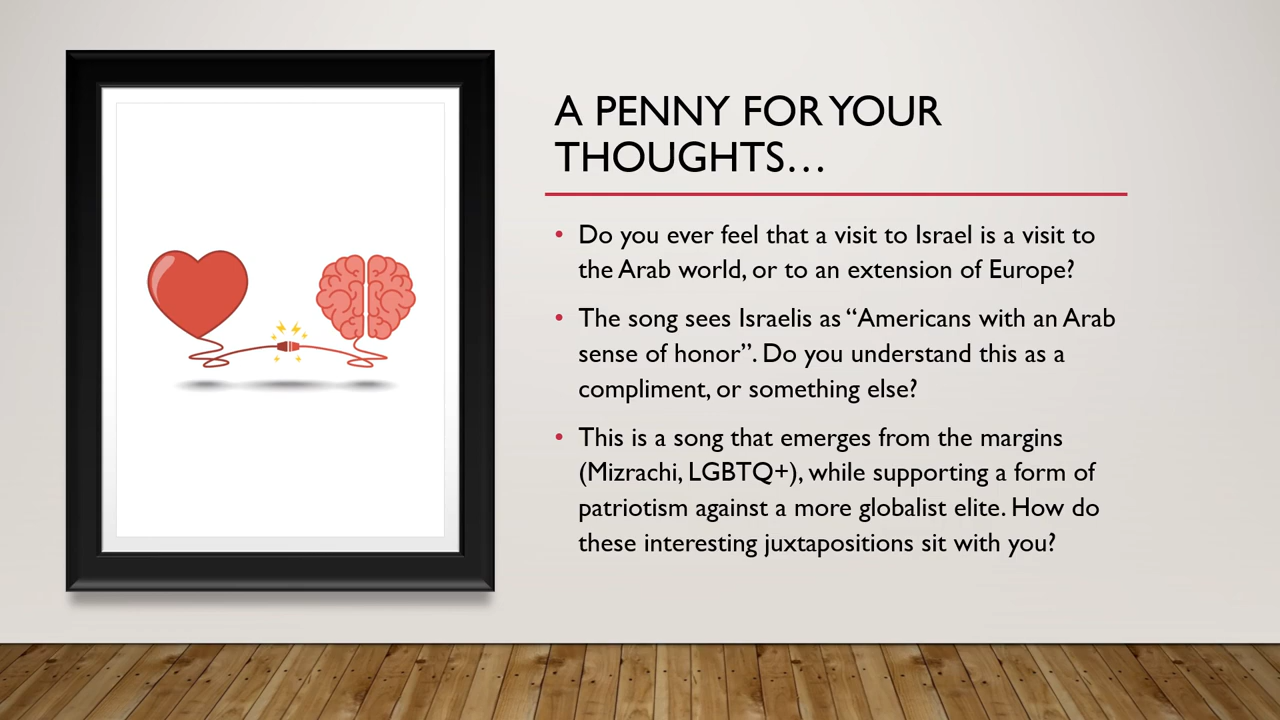 A PENNY FOR YOUR
THOUGHTS…
• Do you ever feel that a visit to Israel is a visit to
the Arab world, or to an extension of Europe?
• The song sees Israelis as “Americans with an Arab
sense of honor”. Do you understand this as a
compliment, or something else?
• This is a song that emerges from the margins
(Mizrachi, LGBTQ+), while supporting a form of
patriotism against a more globalist elite. How do
these interesting juxtapositions sit with you?